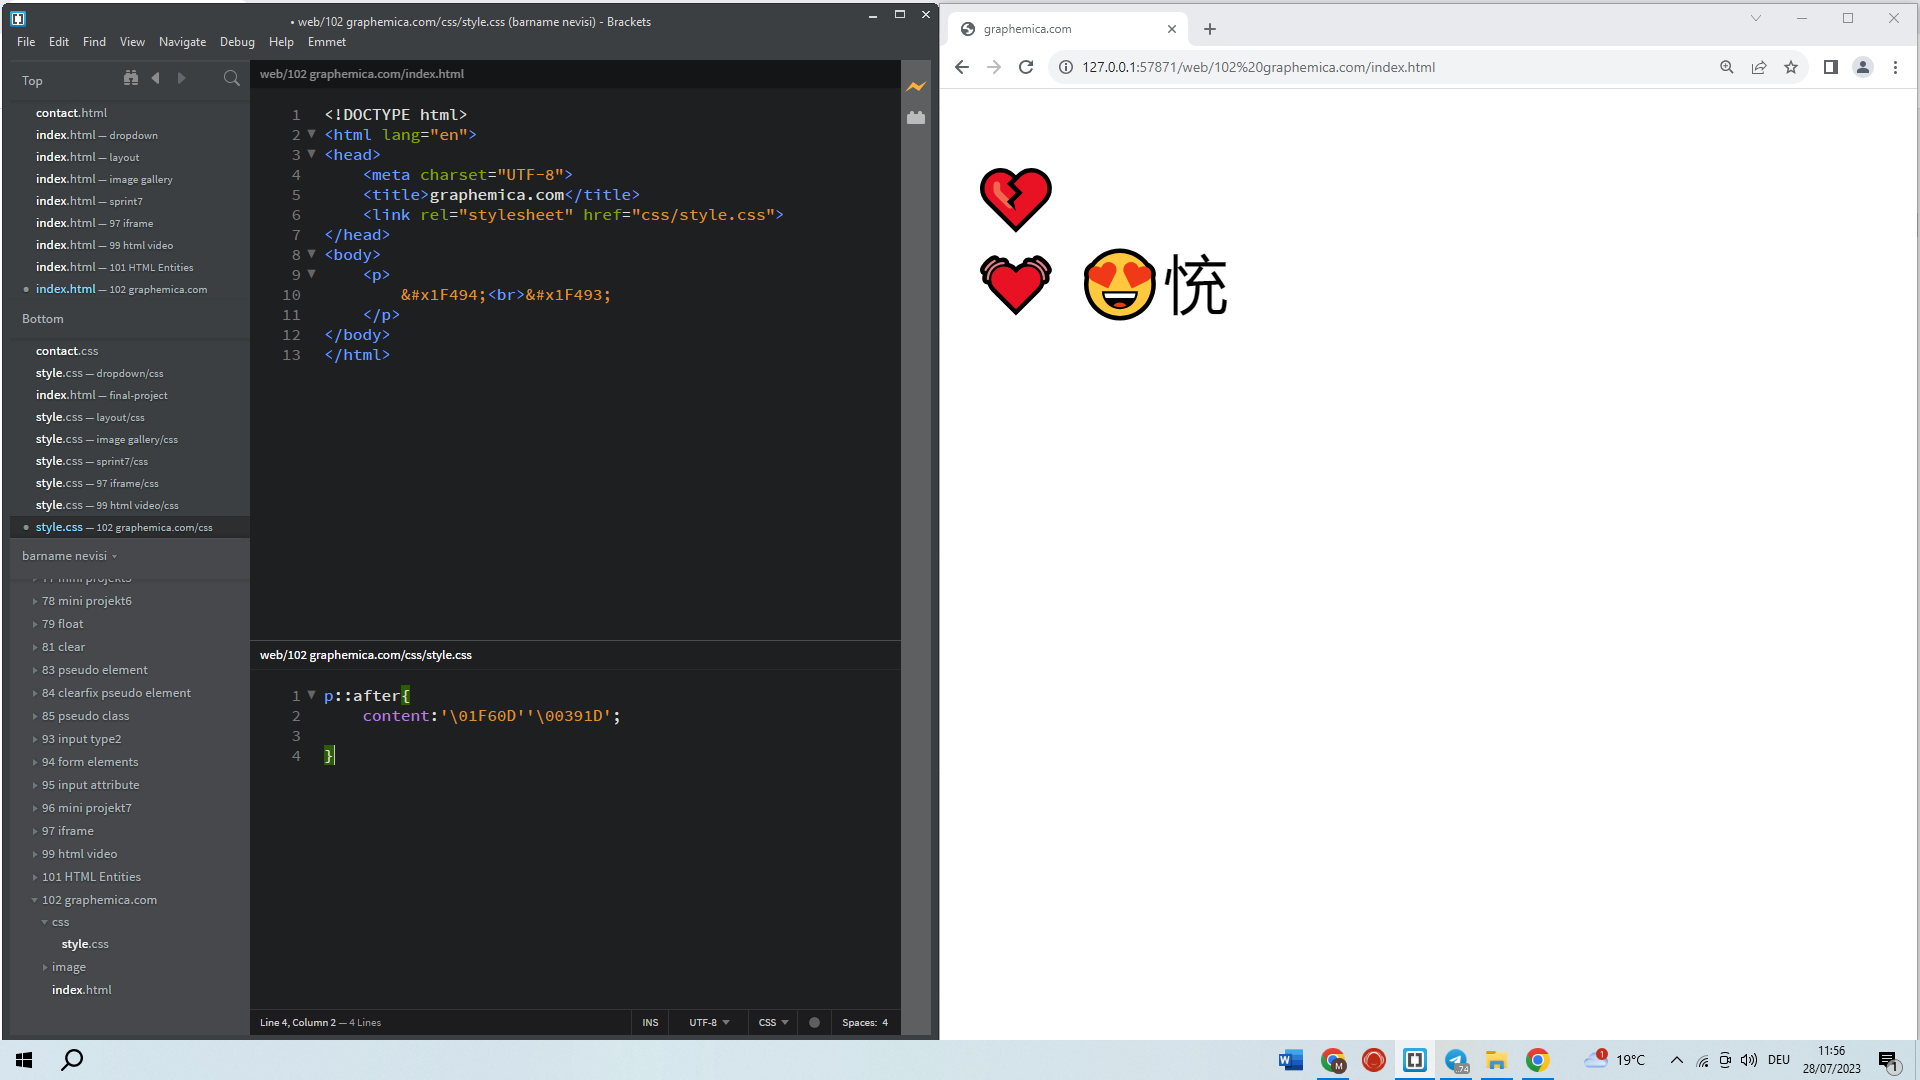 • web/102 graphemica.com/css/style.css (barname nevisi) - Brackets
File Edit Find View Navigate Debug Help Emmet
Top
contact.html
index.html — dropdown
index.html — layout
index.html — image gallery
index.html — sprint7
index.html — 97 iframe
index.html — 99 html video
index.html — 101 HTML Entities
index.html — 102 graphemica.com
Bottom
contact.css
style.css — dropdown/css
index.html — final-project
style.css — layout/css
style.css — image gallery/css
style.css — sprint7/css
style.css — 97 iframe/css
style.css — 99 html video/css
style.css — 102 graphemica.com/css
barname nevisi
77 mini projekt5
78 mini projekt6
79 float
81 clear
83 pseudo element
84 clearfix pseudo element
85 pseudo class
93 input type2
94 form elements
95 input attribute
96 mini projekt7
97 iframe
99 html video
101 HTML Entities
102 graphemica.com
css
style.css
image
index.html
web/102 graphemica.com/index.html
1 <!DOCTYPE html>
2 <html lang="en">
3 <head>
4 <meta charset="UTF-8">
5 <title>graphemica.com</title>
6 <link rel="stylesheet" href="css/style.css">
7 </head>
8 <body>
9 <p>
10 &#x1F494;<br>&#x1F493;
11 </p>
12 </body>
13 </html>
web/102 graphemica.com/css/style.css
1 p::after{
2 content:'\01F60D''\00391D';
3
4 }
Line 4, Column 2 — 4 Lines
INS UTF-8 CSS Spaces: 4
graphemica.com
127.0.0.1:57871/web/102%20graphemica.com/index.html
💔
💓 😍㤝
W M .74 1 19°C DEU 11:56
28/07/2023 1